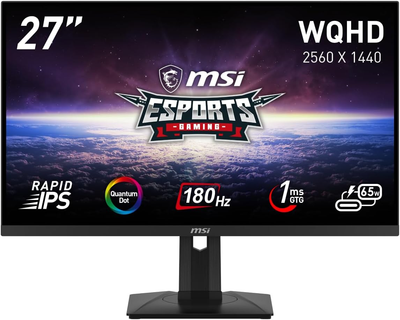 27”
WQHD
2560 X 1440
msi
ESPORTS
GAMING
RAPID
IPS
Quantum
Dot
180Hz
1ms
GTG
65W
msi